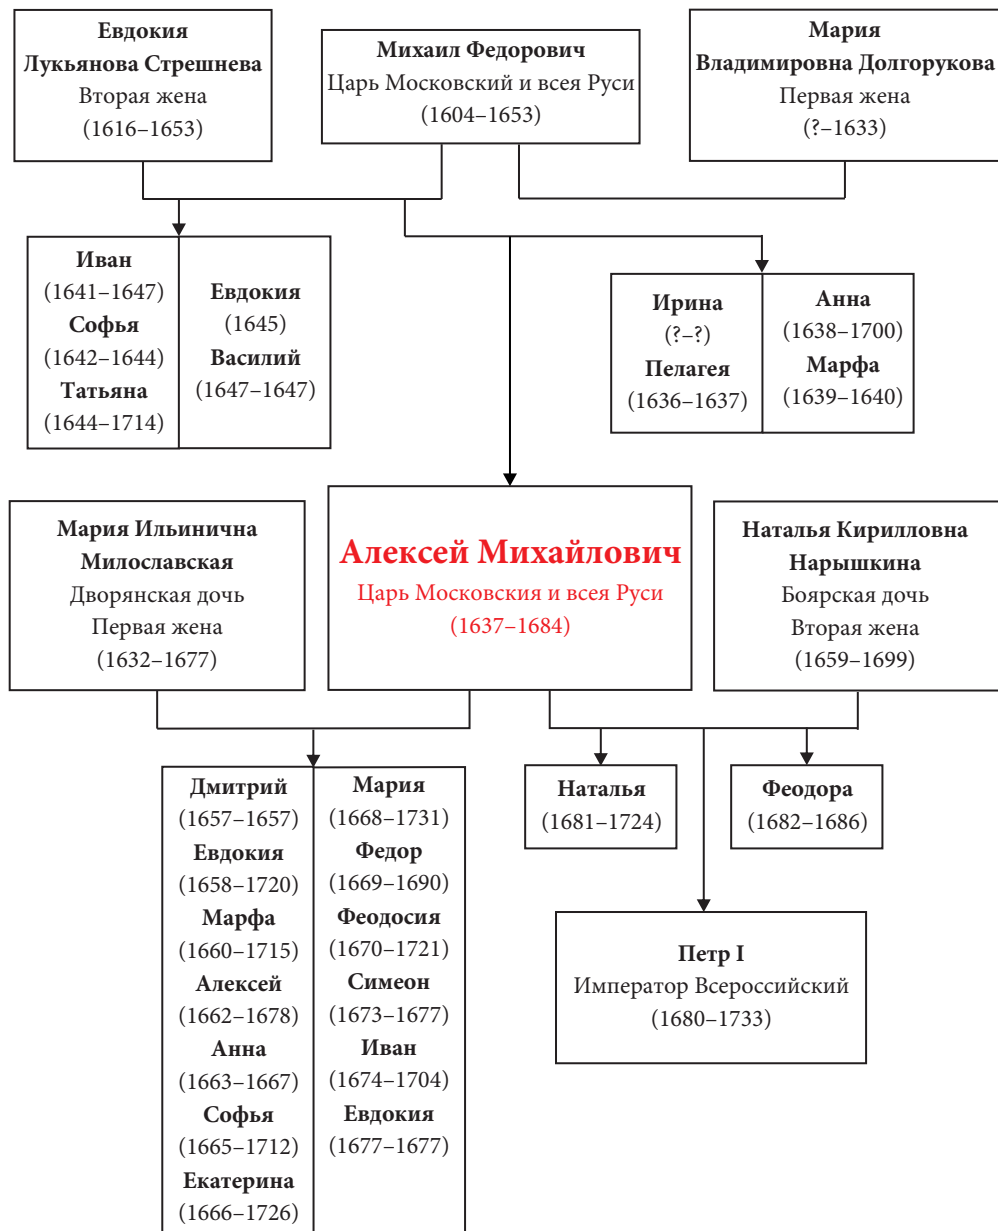 Евдокия
Лукьянова Стрешнева
Вторая жена
(1616–1653)
Михаил Федорович
Царь Московский и всея Руси
(1604–1653)
Мария
Владимировна Долгорукова
Первая жена
(?–1633)
Иван
(1641–1647)
Софья
(1642–1644)
Татьяна
(1644–1714)
Евдокия
(1645)
Василий
(1647–1647)
Ирина
(?–?)
Пелагея
(1636–1637)
Анна
(1638–1700)
Марфа
(1639–1640)
Мария Ильинична
Милославская
Дворянская дочь
Первая жена
(1632–1677)
Алексей Михайлович
Царь Московския и всея Руси
(1637–1684)
Наталья Кирилловна
Нарышкина
Боярская дочь
Вторая жена
(1659–1699)
Дмитрий
(1657–1657)
Евдокия
(1658–1720)
Марфа
(1660–1715)
Алексей
(1662–1678)
Анна
(1663–1667)
Софья
(1665–1712)
Екатерина
(1666–1726)
Мария
(1668–1731)
Федор
(1669–1690)
Феодосия
(1670–1721)
Симеон
(1673–1677)
Иван
(1674–1704)
Евдокия
(1677–1677)
Наталья
(1681–1724)
Феодора
(1682–1686)
Петр I
Император Всероссийский
(1680–1733)